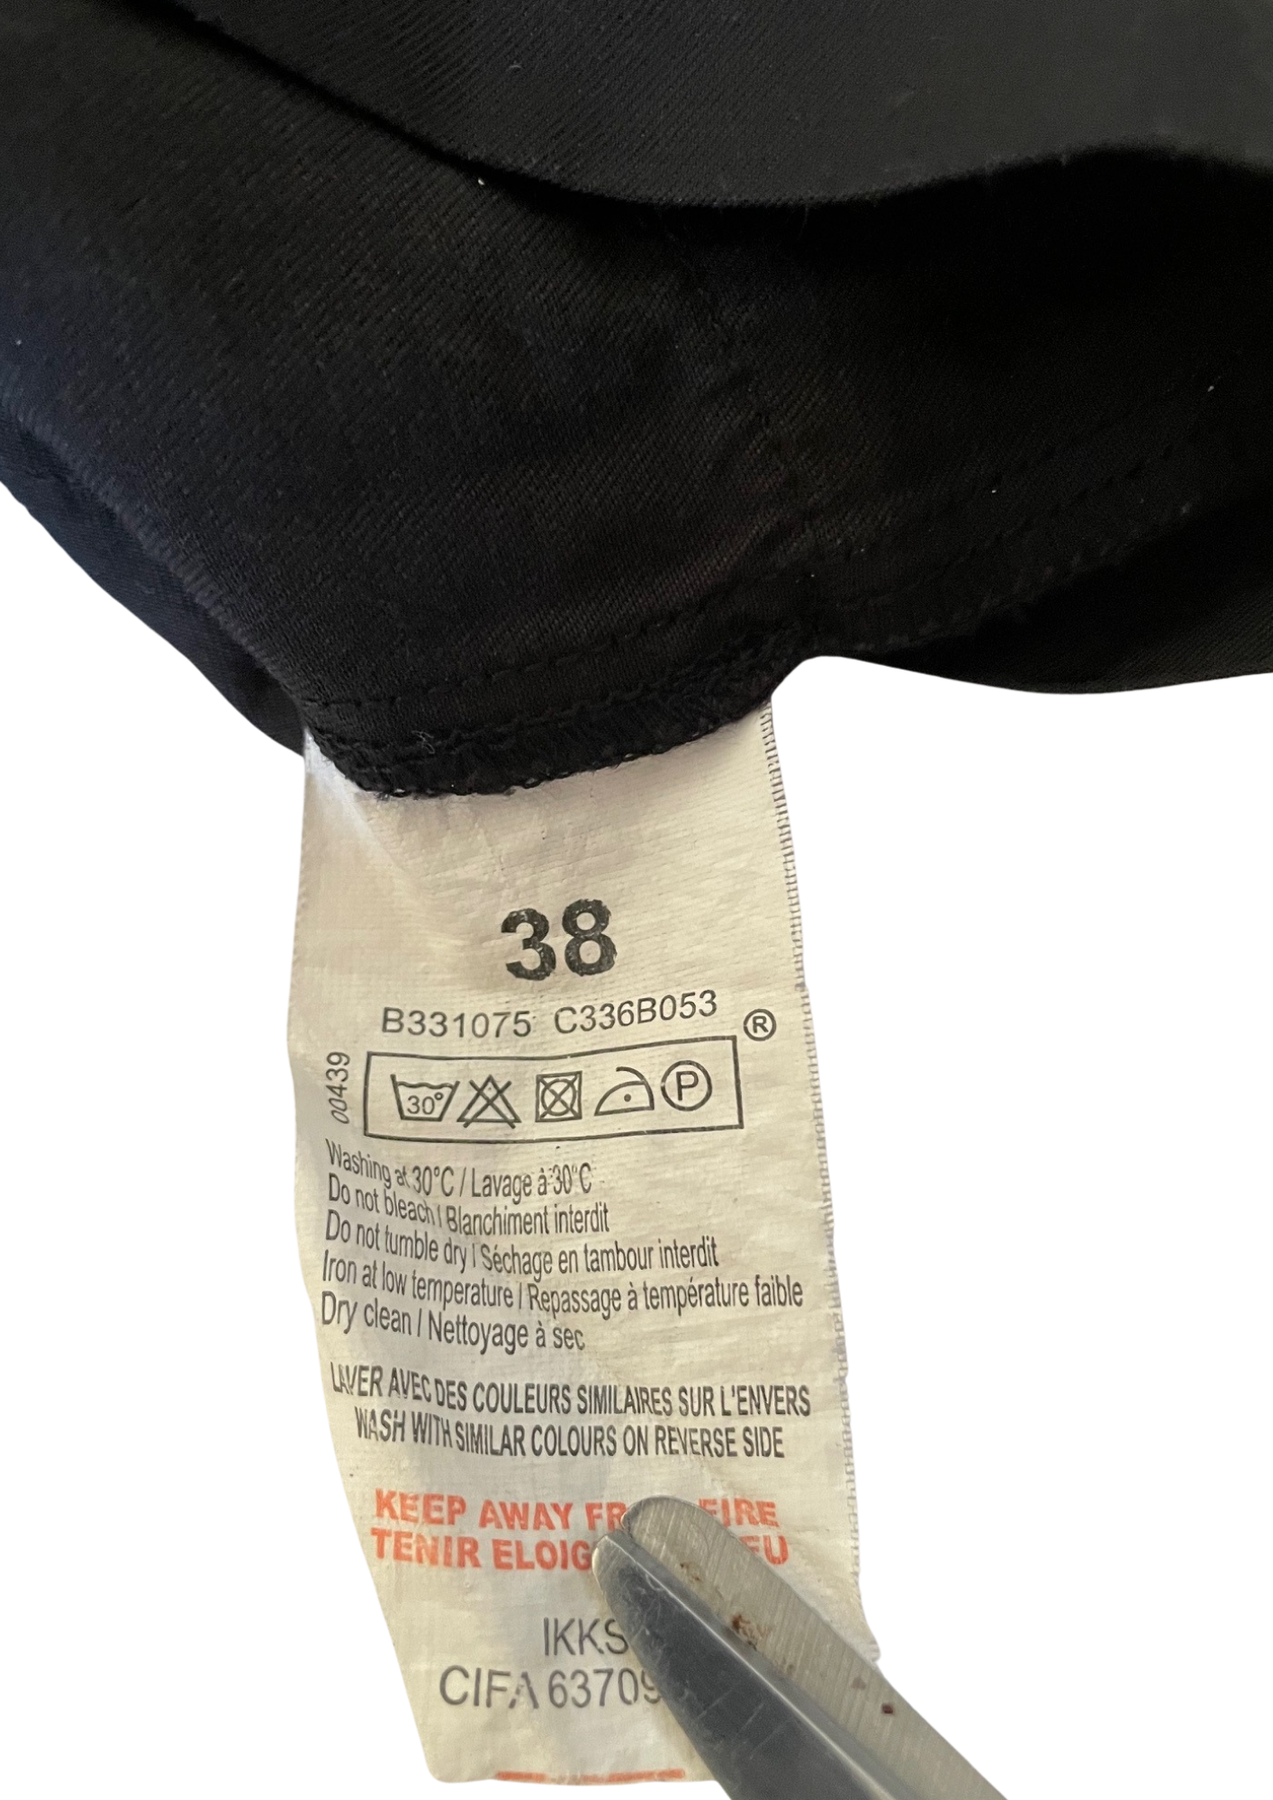 38
B331075 C336B053
®
00439
30°
P
Washing at 30°C / Lavage à 30°C
Do not bleach / Blanchiment interdit
Do not tumble dry / Séchage en tambour interdit
Iron at low temperature / Repassage à température faible
Dry clean / Nettoyage à sec
LAVER AVEC DES COULEURS SIMILAIRES SUR L'ENVERS
WASH WITH SIMILAR COLOURS ON REVERSE SIDE
KEEP AWAY FIRE
TENIR
IKKS
CIFA 63709